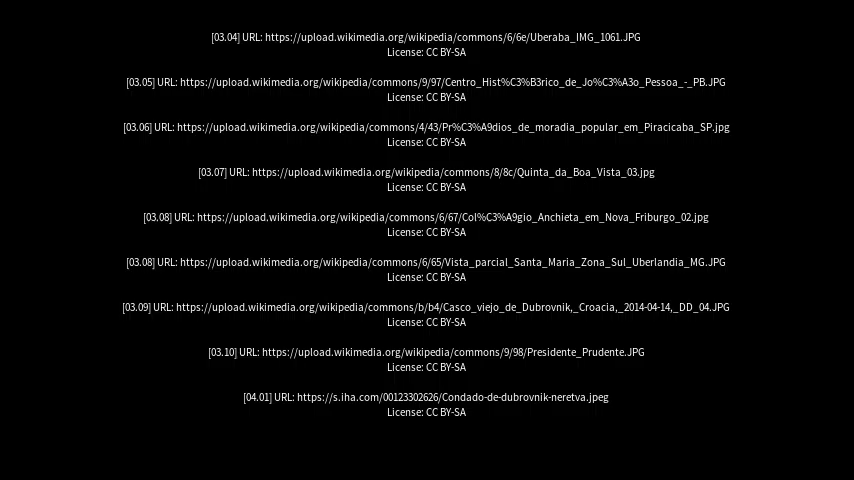 [03.04] URL: https://upload.wikimedia.org/wikipedia/commons/6/6e/Uberaba_IMG_1061.JPG
License: CC BY-SA
[03.05] URL: https://upload.wikimedia.org/wikipedia/commons/9/97/Centro_Hist%C3%B3rico_de_Jo%C3%A3o_Pessoa_-_PB.JPG
License: CC BY-SA
[03.06] URL: https://upload.wikimedia.org/wikipedia/commons/4/43/Pr%C3%A9dios_de_moradia_popular_em_Piracicaba_SP.jpg
License: CC BY-SA
[03.07] URL: https://upload.wikimedia.org/wikipedia/commons/8/8c/Quinta_da_Boa_Vista_03.jpg
License: CC BY-SA
[03.08] URL: https://upload.wikimedia.org/wikipedia/commons/6/67/Col%C3%A9gio_Anchieta_em_Nova_Friburgo_02.jpg
License: CC BY-SA
[03.08] URL: https://upload.wikimedia.org/wikipedia/commons/6/65/Vista_parcial_Santa_Maria_Zona_Sul_Uberlandia_MG.JPG
License: CC BY-SA
[03.09] URL: https://upload.wikimedia.org/wikipedia/commons/b/b4/Casco_viejo_de_Dubrovnik,_Croacia,_2014-04-14,_DD_04.JPG
License: CC BY-SA
[03.10] URL: https://upload.wikimedia.org/wikipedia/commons/9/98/Presidente_Prudente.JPG
License: CC BY-SA
[04.01] URL: https://s.iha.com/00123302626/Condado-de-dubrovnik-neretva.jpeg
License: CC BY-SA